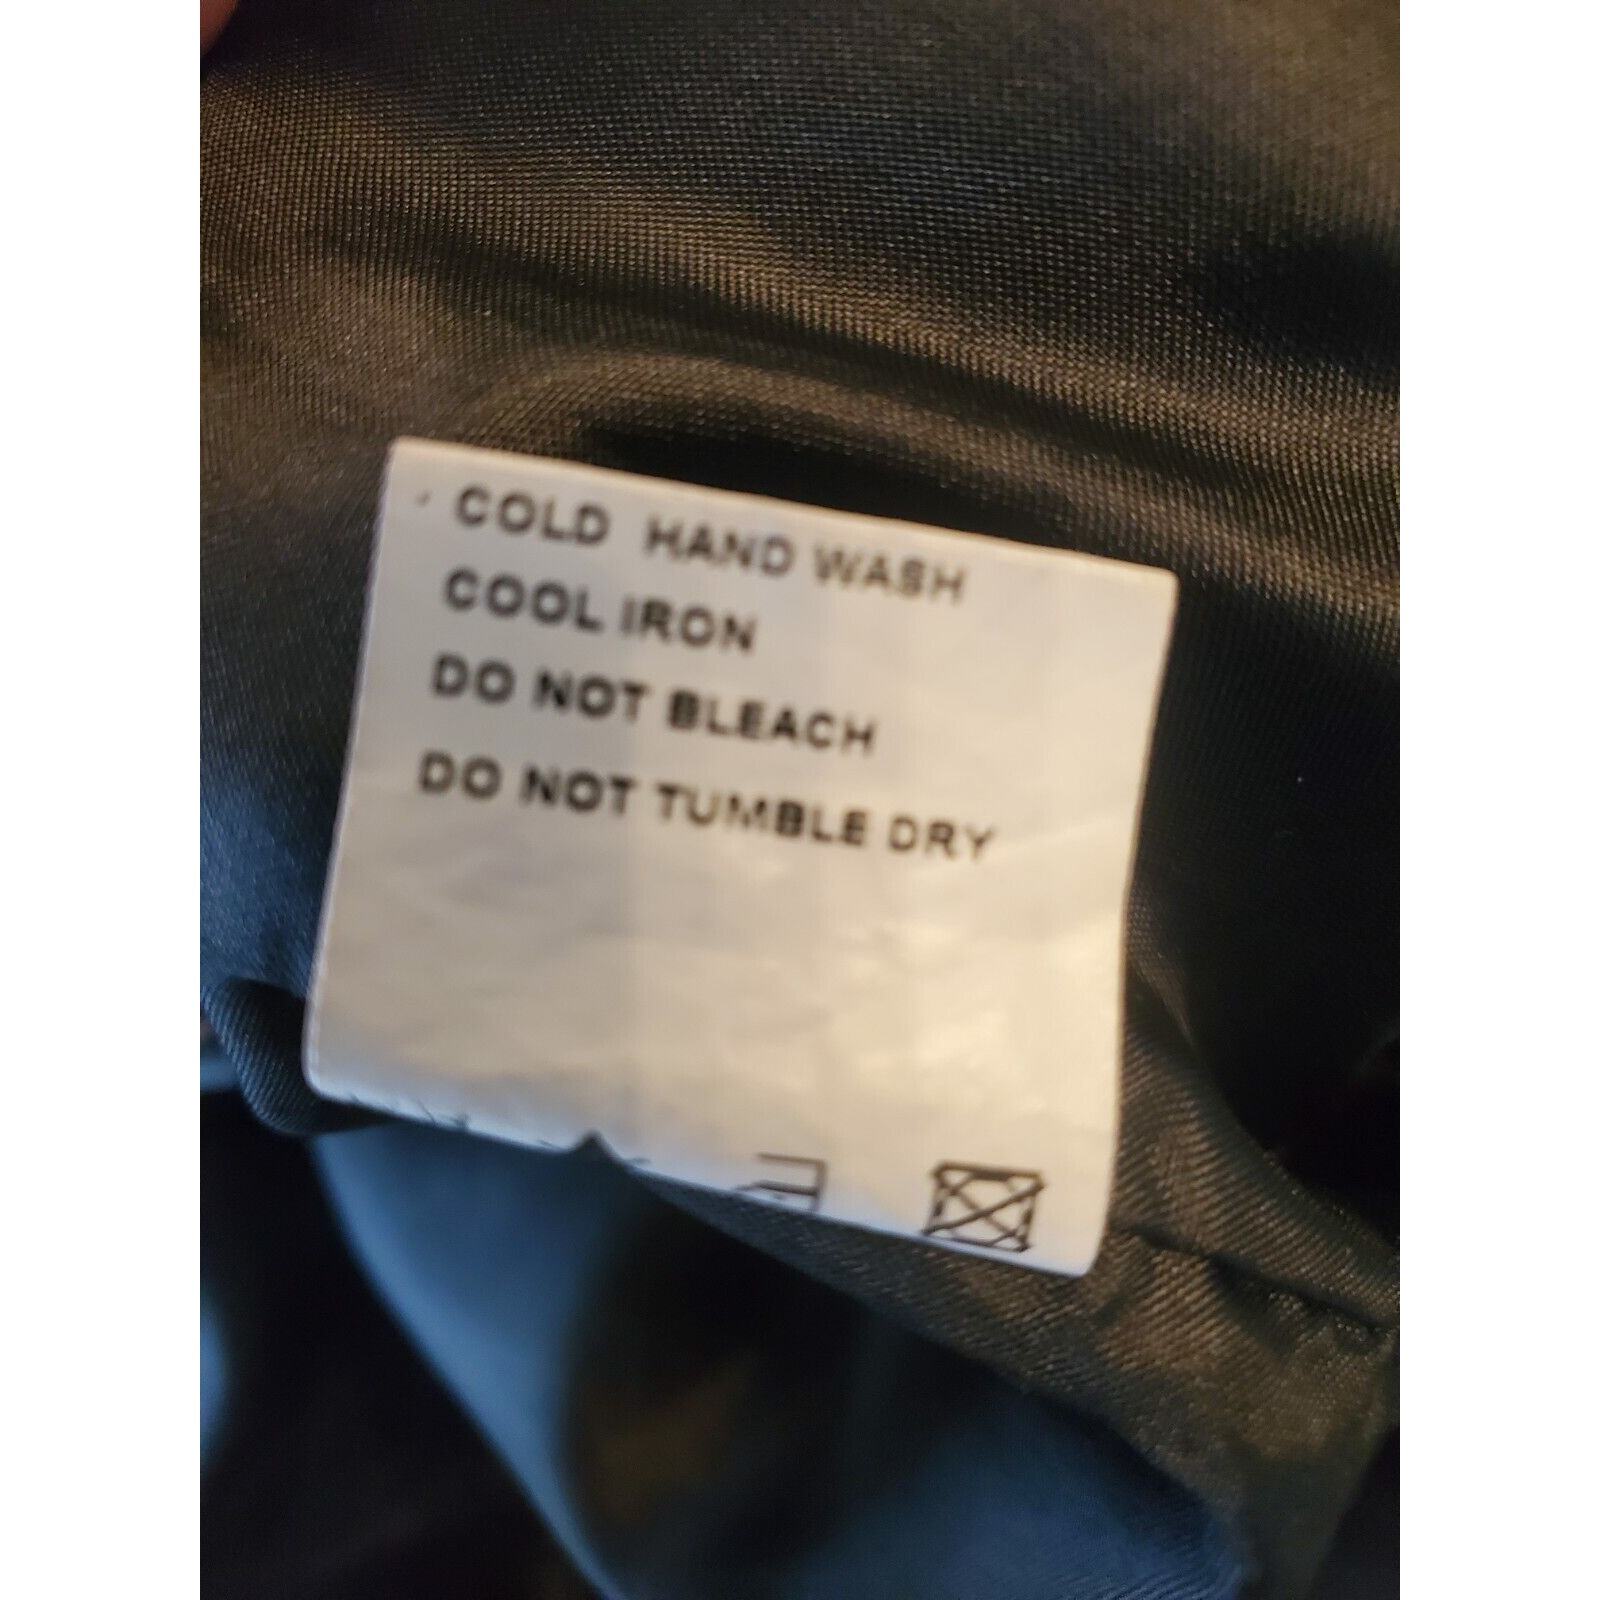 COLD HAND WASH
COOL IRON
DO NOT BLEACH
DO NOT TUMBLE DRY